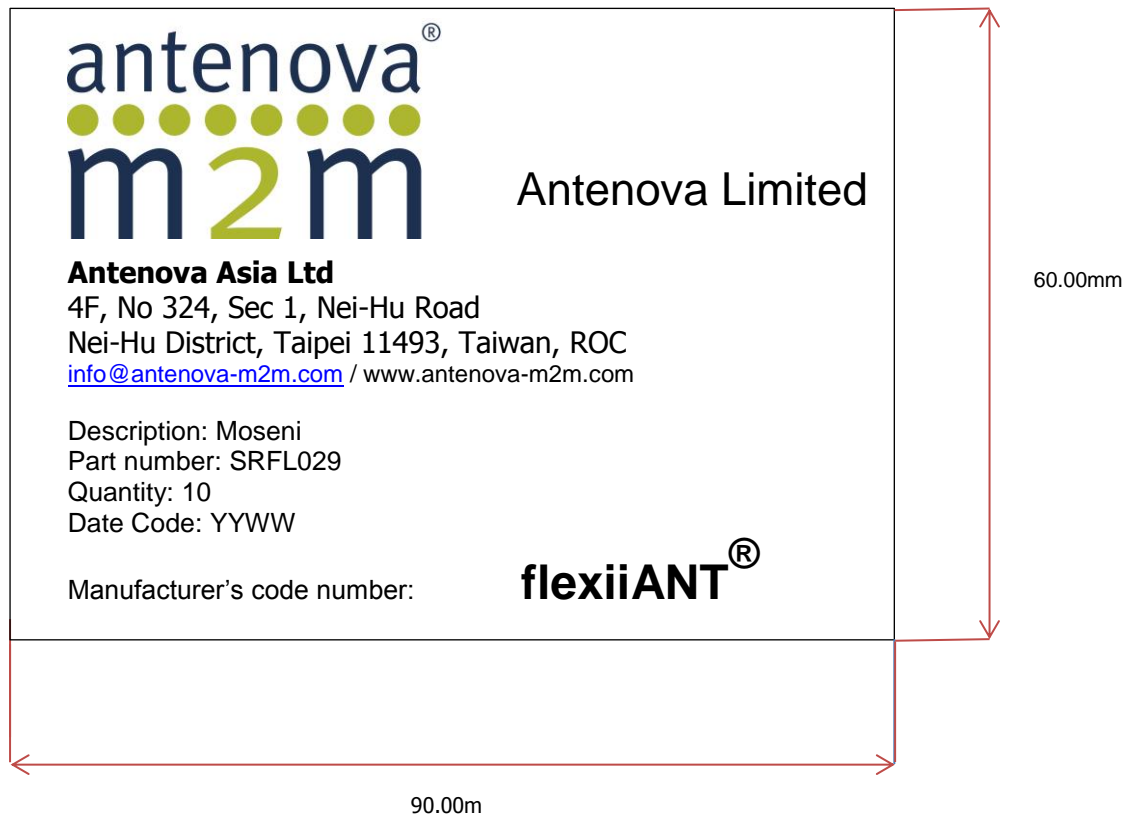 antenova®
m2m
Antenova Limited
Antenova Asia Ltd
4F, No 324, Sec 1, Nei-Hu Road
Nei-Hu District, Taipei 11493, Taiwan, ROC
info@antenova-m2m.com / www.antenova-m2m.com
Description: Moseni
Part number: SRFL029
Quantity: 10
Date Code: YYWW
Manufacturer’s code number:
flexiiANT®
60.00mm
90.00m